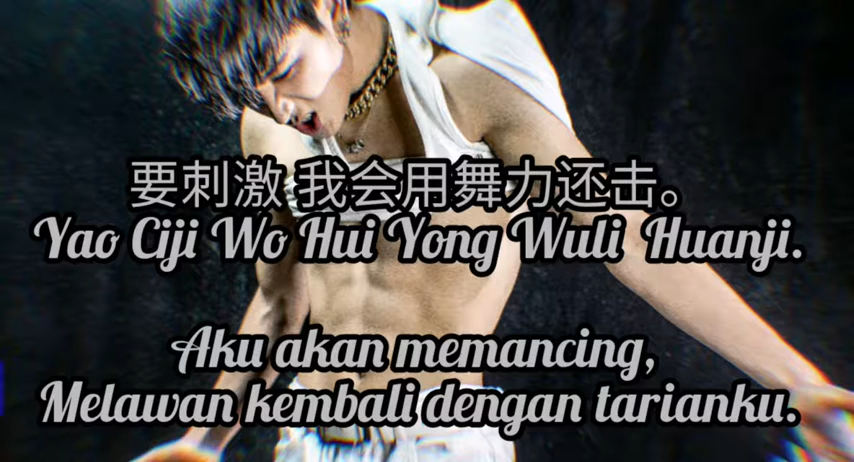 要刺激 我会用舞力还击。
Yao Ciji Wo Hui Yong Wuli Huanji.
Aku akan memancing,
Melawan kembali dengan tarianku.